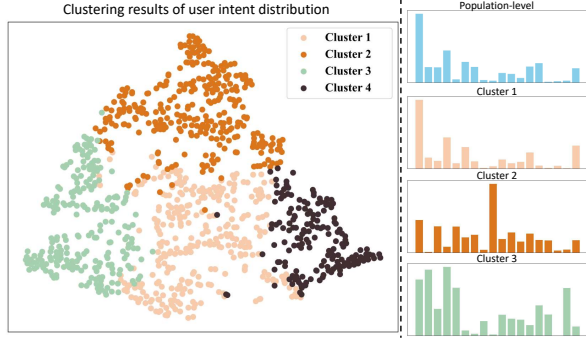 Clustering results of user intent distribution
Cluster 1
Cluster 2
Cluster 3
Cluster 4
Population-level
Cluster 1
Cluster 2
Cluster 3